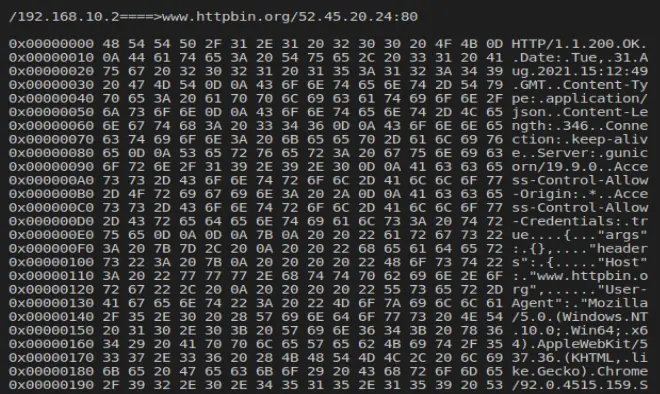 /192.168.10.2====>www.httpbin.org/52.45.20.24:80
0x00000000 48 54 54 50 2F 31 2E 31 20 32 30 30 20 4F 4B 0D HTTP/1.1.200.OK.
0x00000010 0A 44 61 74 65 3A 20 54 75 65 2C 20 33 31 20 41 .Date:.Tue,.31.A
0x00000020 75 67 20 32 30 32 31 20 31 35 3A 31 32 3A 34 39 ug.2021.15:12:49
0x00000030 20 47 4D 54 0D 0A 43 6F 6E 74 65 6E 74 2D 54 79 .GMT..Content-Ty
0x00000040 70 65 3A 20 61 70 70 6C 69 63 61 74 69 6F 6E 2F pe:.application/
0x00000050 6A 73 6F 6E 0D 0A 43 6F 6E 74 65 6E 74 2D 4C 65 json..Content-Le
0x00000060 6E 67 74 68 3A 20 33 34 36 0D 0A 43 6F 6E 6E 65 ngth:.346..Conne
0x00000070 63 74 69 6F 6E 3A 20 6B 65 65 70 2D 61 6C 69 76 ction:.keep-aliv
0x00000080 65 0D 0A 53 65 72 76 65 72 3A 20 67 75 6E 69 63 e..Server:.gunic
0x00000090 6F 72 6E 2F 31 39 2E 39 2E 30 0D 0A 41 63 63 65 orn/19.9.0..Acce
0x000000A0 73 73 2D 43 6F 6E 74 72 6F 6C 2D 41 6C 6C 6F 77 ss-Control-Allow
0x000000B0 2D 4F 72 69 67 69 6E 3A 20 2A 0D 0A 41 63 63 65 -Origin:.*..Acce
0x000000C0 73 73 2D 43 6F 6E 74 72 6F 6C 2D 41 6C 6C 6F 77 ss-Control-Allow
0x000000D0 2D 43 72 65 64 65 6E 74 69 61 6C 73 3A 20 74 72 -Credentials:.tr
0x000000E0 75 65 0D 0A 0D 0A 7B 0A 20 20 22 61 72 67 73 22 ue....{..."args"
0x000000F0 3A 20 7B 7D 2C 20 0A 20 20 22 68 65 61 64 65 72 :.{},...."header
0x00000100 73 22 3A 20 7B 0A 20 20 20 20 22 48 6F 73 74 22 s":.{....."Host"
0x00000110 3A 20 22 77 77 77 2E 68 74 74 70 62 69 6E 2E 6F :."www.httpbin.o
0x00000120 72 67 22 2C 20 0A 20 20 20 20 22 55 73 65 72 2D rg",......"User-
0x00000130 41 67 65 6E 74 22 3A 20 22 4D 6F 7A 69 6C 6C 61 Agent":."Mozilla
0x00000140 2F 35 2E 30 20 28 57 69 6E 64 6F 77 73 20 4E 54 /5.0.(Windows.NT
0x00000150 20 31 30 2E 30 3B 20 57 69 6E 36 34 3B 20 78 36 .10.0;.Win64;.x6
0x00000160 34 29 20 41 70 70 6C 65 57 65 62 4B 69 74 2F 35 4).AppleWebKit/5
0x00000170 33 37 2E 33 36 20 28 4B 48 54 4D 4C 2C 20 6C 69 37.36.(KHTML,.li
0x00000180 6B 65 20 47 65 63 6B 6F 29 20 43 68 72 6F 6D 65 ke.Gecko).Chrome
0x00000190 2F 39 32 2E 30 2E 34 35 31 35 2E 31 35 39 20 53 /92.0.4515.159.S